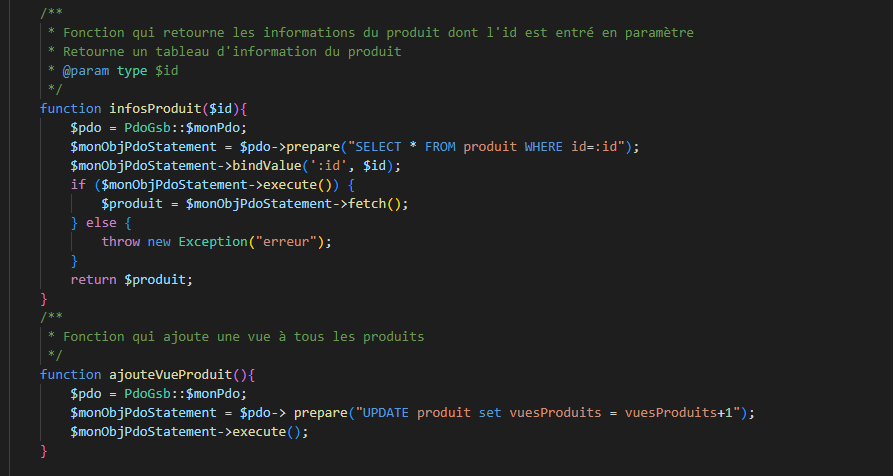 /**
* Fonction qui retourne les informations du produit dont l'id est entré en paramètre
* Retourne un tableau d'information du produit
* @param type $id
*/
function infosProduit($id){
$pdo = PdoGsb::$monPdo;
$monObjPdoStatement = $pdo->prepare("SELECT * FROM produit WHERE id=:id");
$monObjPdoStatement->bindValue(':id', $id);
if ($monObjPdoStatement->execute()) {
$produit = $monObjPdoStatement->fetch();
} else {
throw new Exception("erreur");
}
return $produit;
}
/**
* Fonction qui ajoute une vue à tous les produits
*/
function ajouteVueProduit(){
$pdo = PdoGsb::$monPdo;
$monObjPdoStatement = $pdo-> prepare("UPDATE produit set vuesProduits = vuesProduits+1");
$monObjPdoStatement->execute();
}